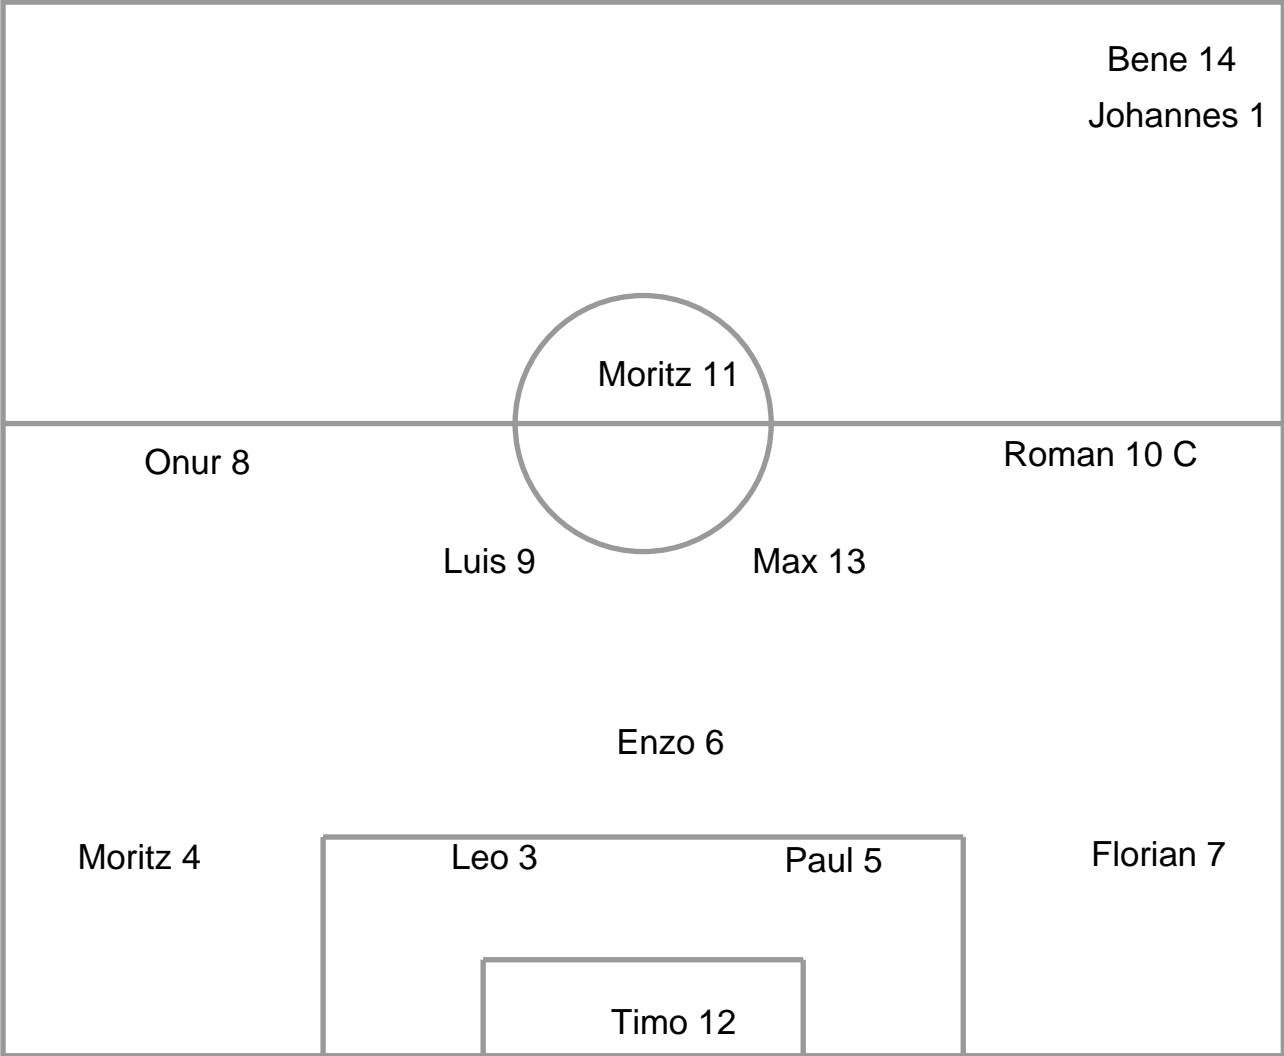 Bene 14
Johannes 1
Moritz 11
Onur 8
Roman 10 C
Luis 9
Max 13
Enzo 6
Moritz 4
Leo 3
Paul 5
Florian 7
Timo 12